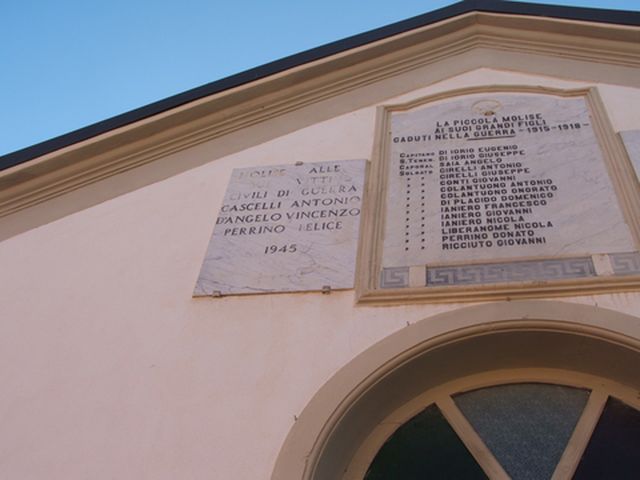 MOLISE ALLE
SUE VITTIME
CIVILI DI GUERRA
CASCELLI ANTONIO
D'ANGELO VINCENZO
PERRINO FELICE
1945
LA PICCOLA MOLISE
AI SUOI GRANDI FIGLI
CADUTI NELLA GUERRA -1915-1918-
CAPITANO DI IORIO EUGENIO
S. TENEN. DI IORIO GIUSEPPE
CAPORAL SAIA ANGELO
SOLDATO CIRELLI ANTONIO
" CIRELLI GIUSEPPE
" CONTI GIOVANNI
" COLANTUONO ANTONIO
" COLANTUONO ONORATO
" DI PLACIDO DOMENICO
" IANIERO FRANCESCO
" IANIERO GIOVANNI
" IANIERO NICOLA
" LIBERANOME NICOLA
" PERRINO DONATO
" RICCIUTO GIOVANNI